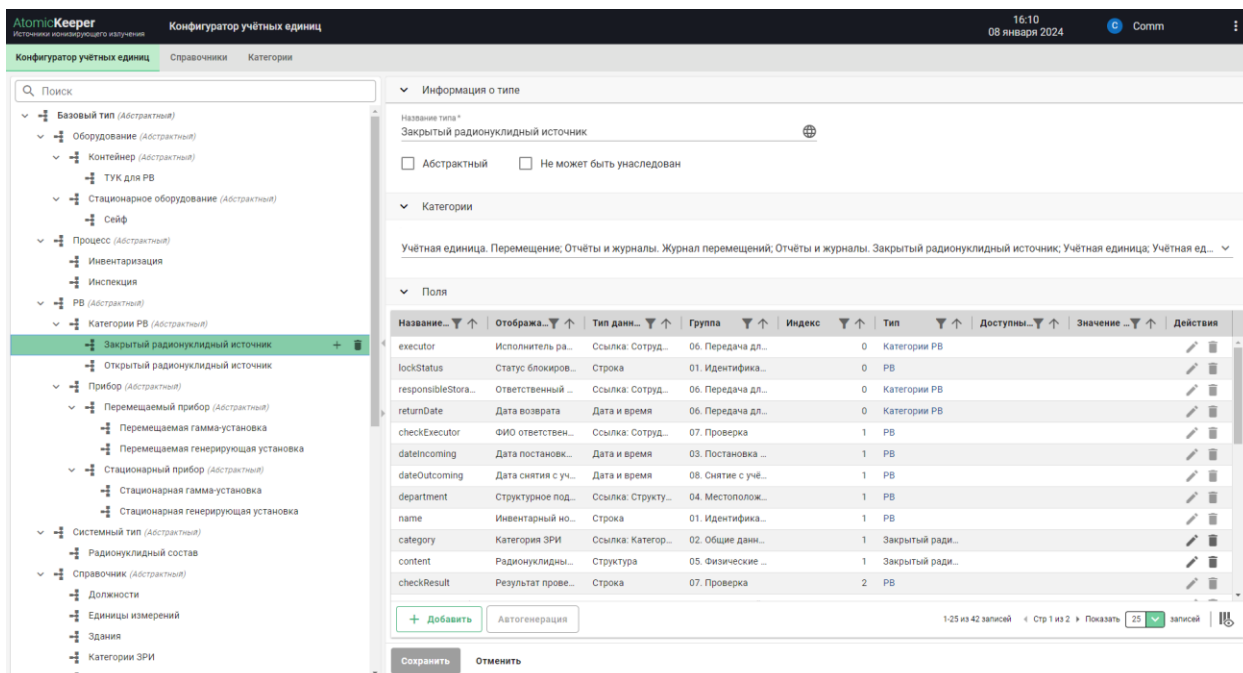 AtomicKeeper
Источники ионизирующего излучения
Конфигуратор учётных единиц
16:10
08 января 2024
C Comm
Конфигуратор учётных единиц Справочники Категории
Поиск
Базовый тип (Абстрактный)
Оборудование (Абстрактный)
Контейнер (Абстрактный)
ТУК для РВ
Стационарное оборудование (Абстрактный)
Сейф
Процесс (Абстрактный)
Инвентаризация
Инспекция
РВ (Абстрактный)
Категории РВ (Абстрактный)
Закрытый радионуклидный источник
Открытый радионуклидный источник
Прибор (Абстрактный)
Перемещаемый прибор (Абстрактный)
Перемещаемая гамма-установка
Перемещаемая генерирующая установка
Стационарный прибор (Абстрактный)
Стационарная гамма-установка
Стационарная генерирующая установка
Системный тип (Абстрактный)
Радионуклидный состав
Справочник (Абстрактный)
Должности
Единицы измерений
Здания
Категории ЗРИ
Информация о типе
Название типа*
Закрытый радионуклидный источник
Абстрактный Не может быть унаследован
Категории
Учётная единица. Перемещение; Отчёты и журналы. Журнал перемещений; Отчёты и журналы. Закрытый радионуклидный источник; Учётная единица; Учётная ед...
Поля
Название... Отобража... Тип данн... Группа Индекс Тип Доступны... Значение ... Действия
executor Исполнитель ра... Ссылка: Сотруд... 06. Передача дл... 0 Категории РВ
lockStatus Статус блокиров... Строка 01. Идентифика... 0 РВ
responsibleStora... Ответственный ... Ссылка: Сотруд... 06. Передача дл... 0 Категории РВ
returnDate Дата возврата Дата и время 06. Передача дл... 0 Категории РВ
checkExecutor ФИО ответствен... Ссылка: Сотруд... 07. Проверка 1 РВ
dateIncoming Дата постановк... Дата и время 03. Постановка ... 1 РВ
dateOutcoming Дата снятия с уч... Дата и время 08. Снятие с учё... 1 РВ
department Структурное под... Ссылка: Структу... 04. Местополож... 1 РВ
name Инвентарный но... Строка 01. Идентифика... 1 РВ
category Категория ЗРИ Ссылка: Категор... 02. Общие данн... 1 Закрытый ради...
content Радионуклидны... Структура 05. Физические ... 1 Закрытый ради...
checkResult Результат прове... Строка 07. Проверка 2 РВ
+ Добавить Автогенерация 1-25 из 42 записей Стр 1 из 2 Показать 25 записей
Сохранить Отменить